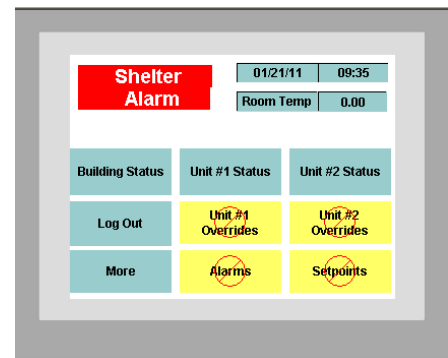 Shelter
Alarm
01/21/11 09:35
Room Temp 0.00
Building Status Unit #1 Status Unit #2 Status
Log Out
Unit #1
Overrides
Unit #2
Overrides
More Alarms Setpoints